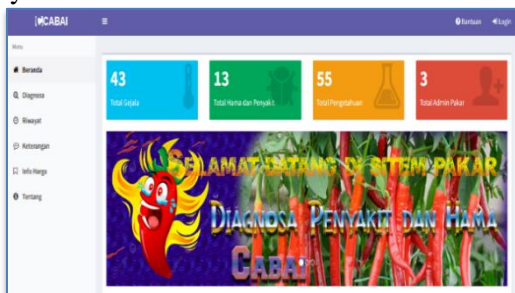 y
[CABAI
Bantuan Login
Menu
Beranda
Diagnosa
Riwayat
Keterangan
Info Harga
Tentang
43
Total Gejala
13
Total Hama dan Penyakit
55
Total Pengetahuan
3
Total Admin Pakar
SELAMAT DATANG DI SITEM PAKAR
DIAGNOSA PENYAKIT DAN HAMA
CABAI